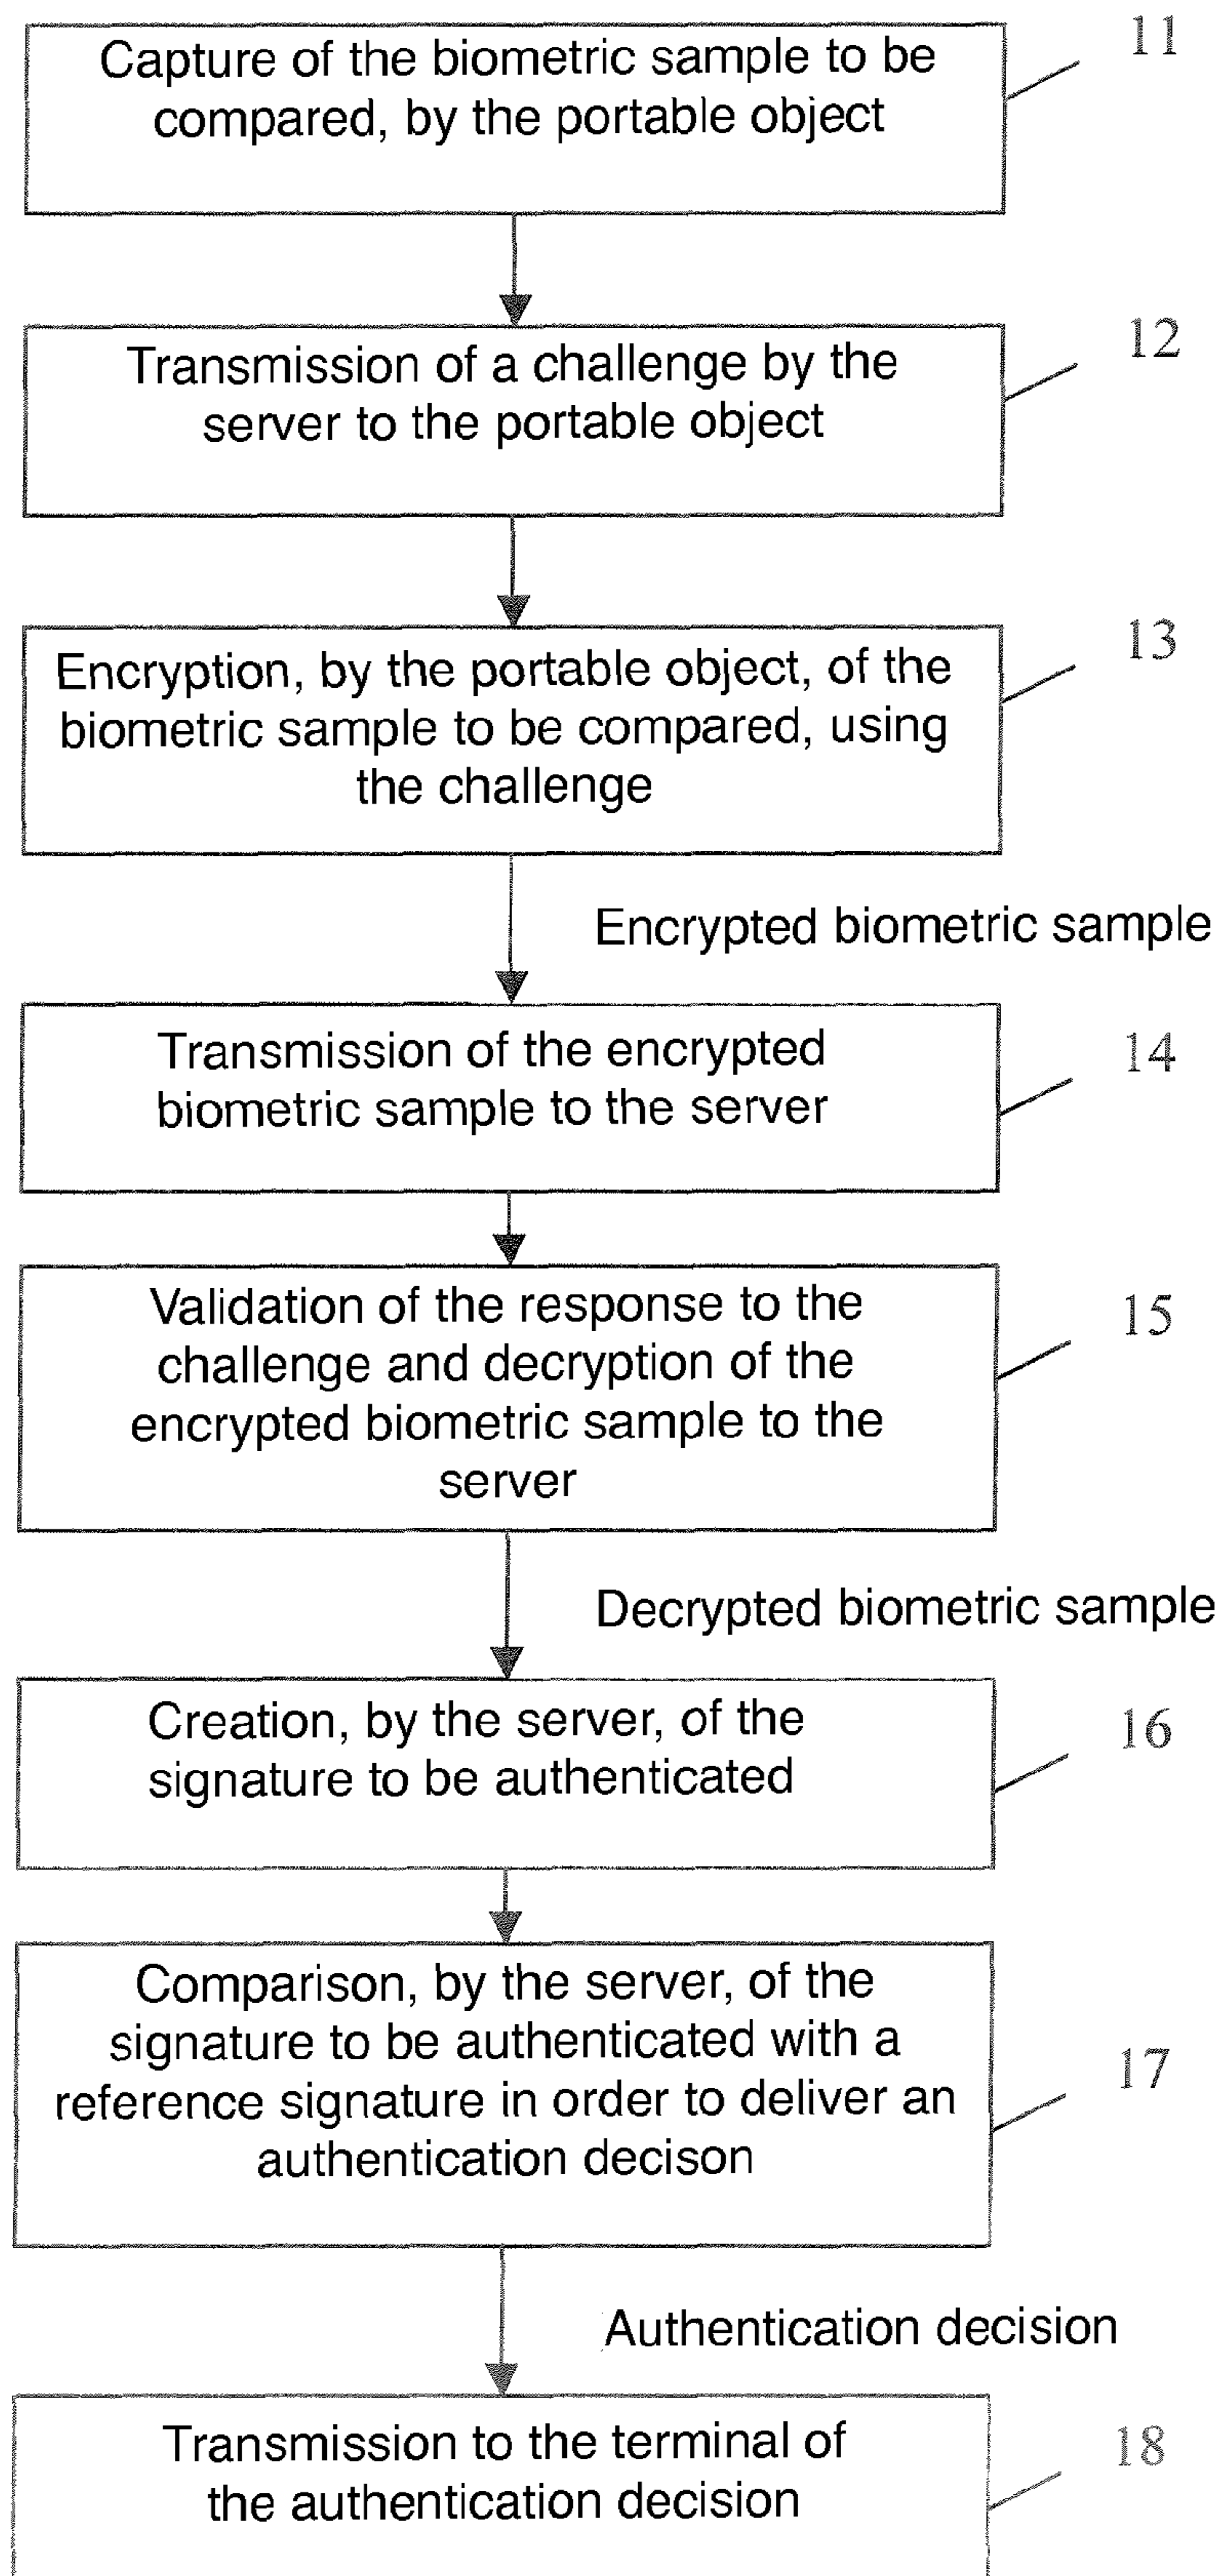 Capture of the biometric sample to be
compared, by the portable object
11
Transmission of a challenge by the
server to the portable object
12
Encryption, by the portable object, of the
biometric sample to be compared, using
the challenge
13
Encrypted biometric sample
Transmission of the encrypted
biometric sample to the server
14
Validation of the response to the
challenge and decryption of the
encrypted biometric sample to the
server
15
Decrypted biometric sample
Creation, by the server, of the
signature to be authenticated
16
Comparison, by the server, of the
signature to be authenticated with a
reference signature in order to deliver an
authentication decison
17
Authentication decision
Transmission to the terminal of
the authentication decision
18